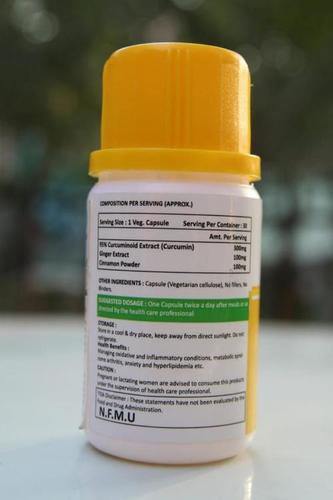 COMPOSITION PER SERVING (APPROX.)
Serving Size : 1 Veg. Capsule Serving Per Container : 30
Amt. Per Serving
95% Curcuminoid Extract (Curcumin) 300mg
Ginger Extract 100mg
Cinnamon Powder 100mg
OTHER INGREDIENTS : Capsule (Vegetarian cellulose), No fillers, No
Binders.
SUGGESTED DOSAGE : One Capsule twice a day after meals or as
directed by the health care professional
STORAGE :
Store in a cool & dry place, keep away from direct sunlight. Do not
refrigerate.
Health Benefits :
Managing oxidative and inflammatory conditions, metabolic synd-
rome arthritis, anxiety and hyperlipidemia etc.
CAUTION :
Pregnant or lactating women are advised to consume this products
under the supervision of health care professional.
FDA Disclaimer : These statements have not been evaluated by the
Food and Drug Administration.
N.F.M.U